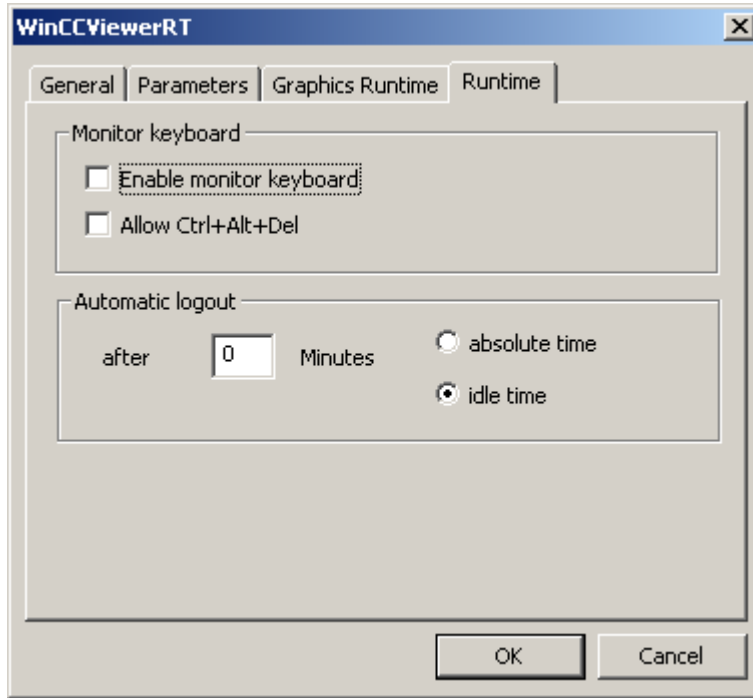 WinCCViewerRT
General Parameters Graphics Runtime Runtime
Monitor keyboard
Enable monitor keyboard
Allow Ctrl+Alt+Del
Automatic logout
after 0 Minutes
absolute time
idle time
OK Cancel